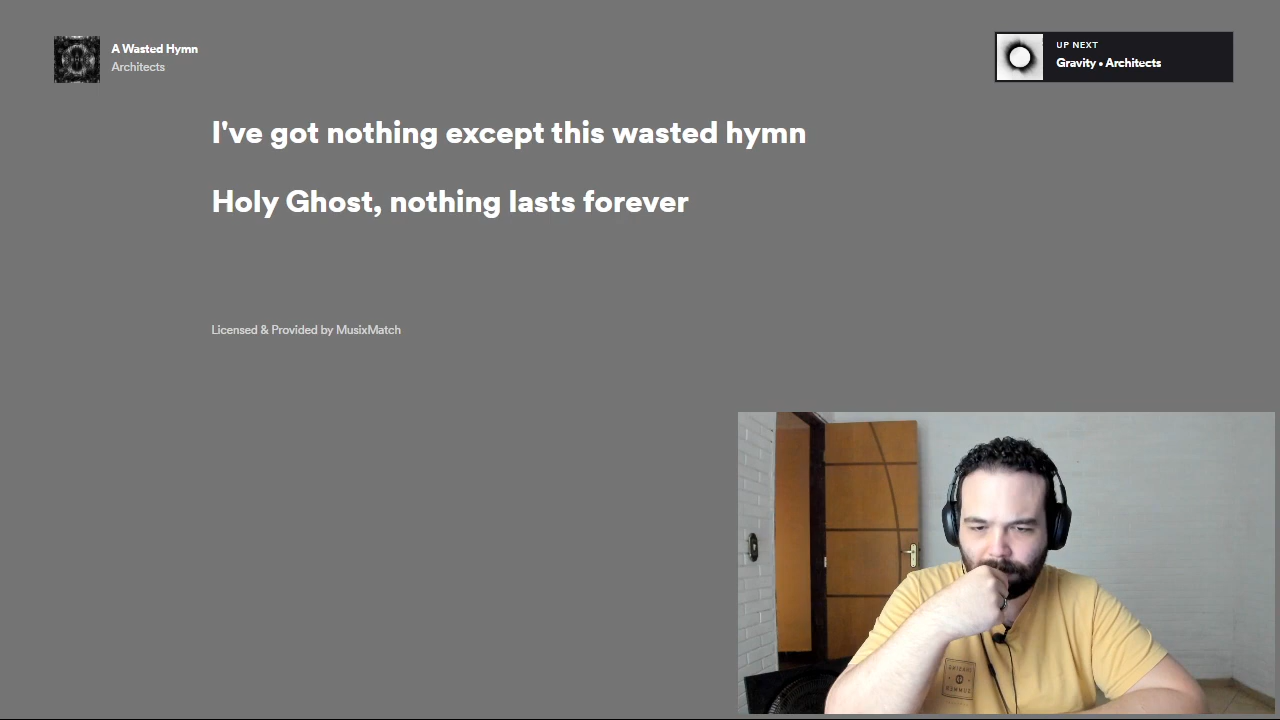 A Wasted Hymn
Architects
UP NEXT
Gravity • Architects
I've got nothing except this wasted hymn
Holy Ghost, nothing lasts forever
Licensed & Provided by MusixMatch